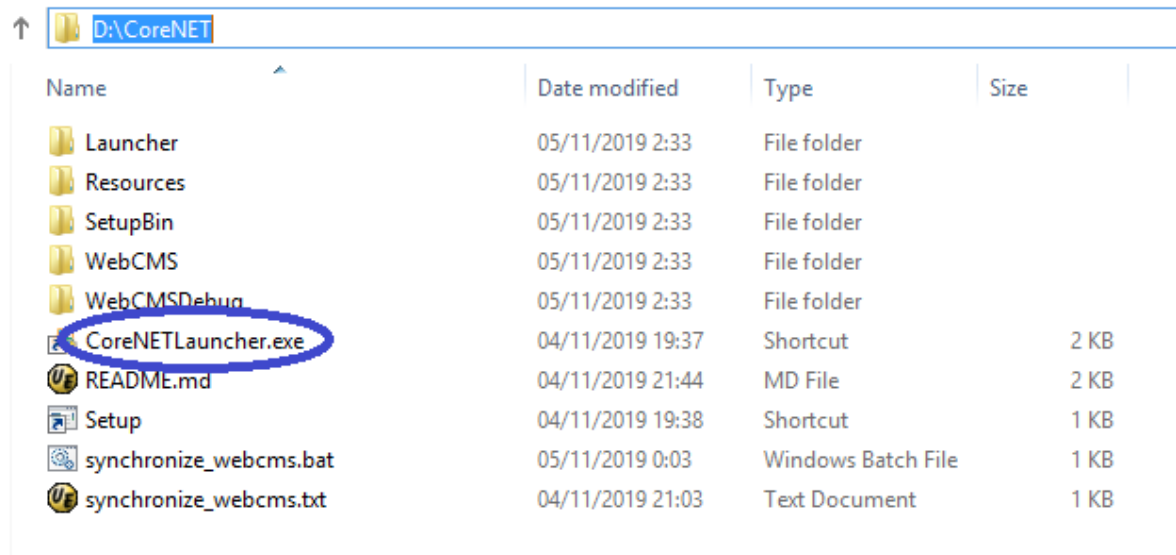 D:\CoreNET
Name Date modified Type Size
Launcher 05/11/2019 2:33 File folder
Resources 05/11/2019 2:33 File folder
SetupBin 05/11/2019 2:33 File folder
WebCMS 05/11/2019 2:33 File folder
WebCMSDebug 05/11/2019 2:33 File folder
CoreNETLauncher.exe 04/11/2019 19:37 Shortcut 2 KB
README.md 04/11/2019 21:44 MD File 2 KB
Setup 04/11/2019 19:38 Shortcut 1 KB
synchronize_webcms.bat 05/11/2019 0:03 Windows Batch File 1 KB
synchronize_webcms.txt 04/11/2019 21:03 Text Document 1 KB